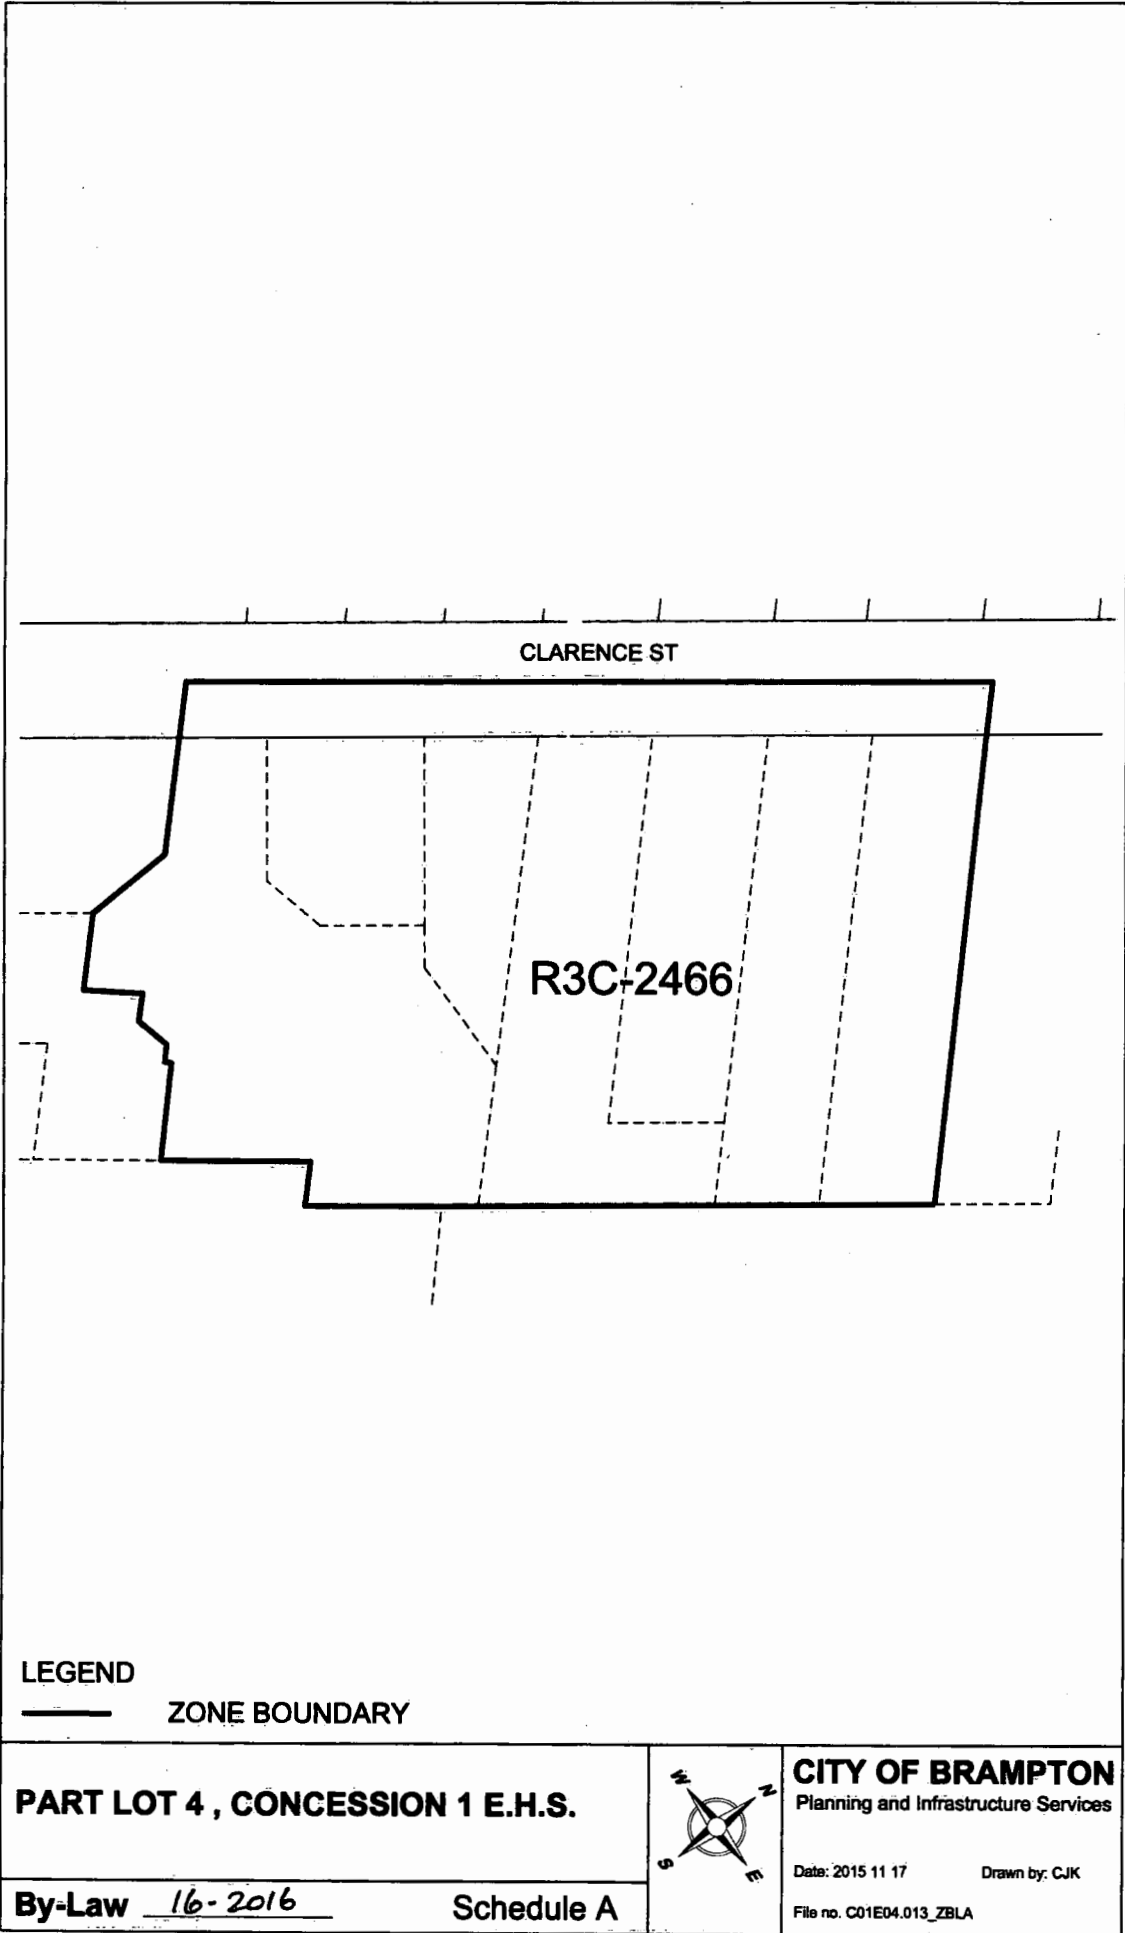 CLARENCE ST
R3C-2466
LEGEND
ZONE BOUNDARY
PART LOT 4 , CONCESSION 1 E.H.S.
By-Law 16-2016 Schedule A
W N
S E
CITY OF BRAMPTON
Planning and Infrastructure Services
Date: 2015 11 17 Drawn by: CJK
File no. C01E04.013_ZBLA